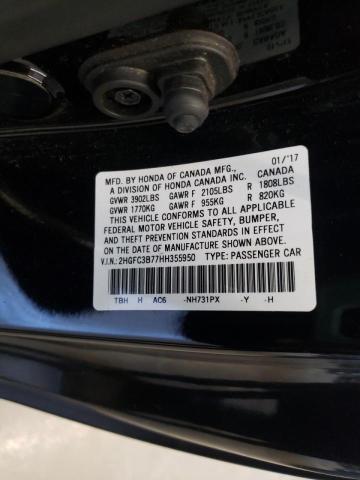 MFD. BY HONDA OF CANADA MFG., 01/'17
A DIVISION OF HONDA CANADA INC. CANADA
GVWR 3902LBS GAWR F 2105LBS R 1808LBS
GVWR 1770KG GAWR F 955KG R 820KG
THIS VEHICLE CONFORMS TO ALL APPLICABLE
FEDERAL MOTOR VEHICLE SAFETY, BUMPER,
AND THEFT PREVENTION STANDARDS IN EFFECT
ON THE DATE OF MANUFACTURE SHOWN ABOVE.
V.I.N.: 2HGFC3B77HH355950 TYPE: PASSENGER CAR
TBH H AC6 -NH731PX -Y -H